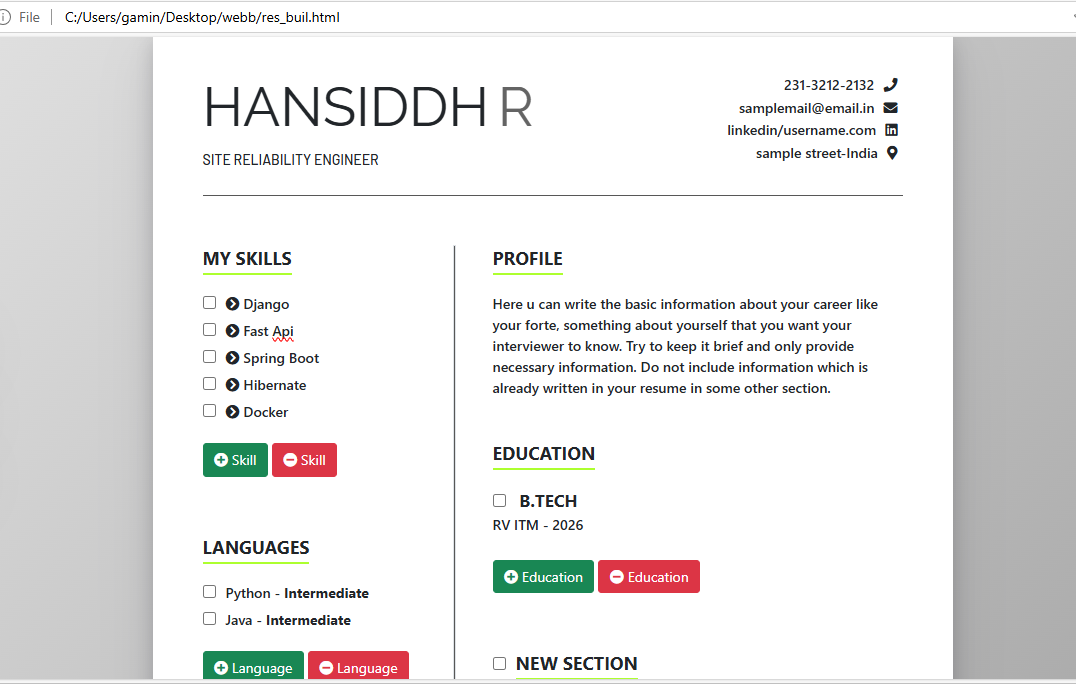 File
C:/Users/gamin/Desktop/webb/res_buil.html
HANSIDDH R
SITE RELIABILITY ENGINEER
231-3212-2132
samplemail@email.in
linkedin/username.com
sample street-India
MY SKILLS
Django
Fast Api
Spring Boot
Hibernate
Docker
Skill
Skill
LANGUAGES
Python - Intermediate
Java - Intermediate
Language
Language
PROFILE
Here u can write the basic information about your career like
your forte, something about yourself that you want your
interviewer to know. Try to keep it brief and only provide
necessary information. Do not include information which is
already written in your resume in some other section.
EDUCATION
B.TECH
RV ITM - 2026
Education
Education
NEW SECTION